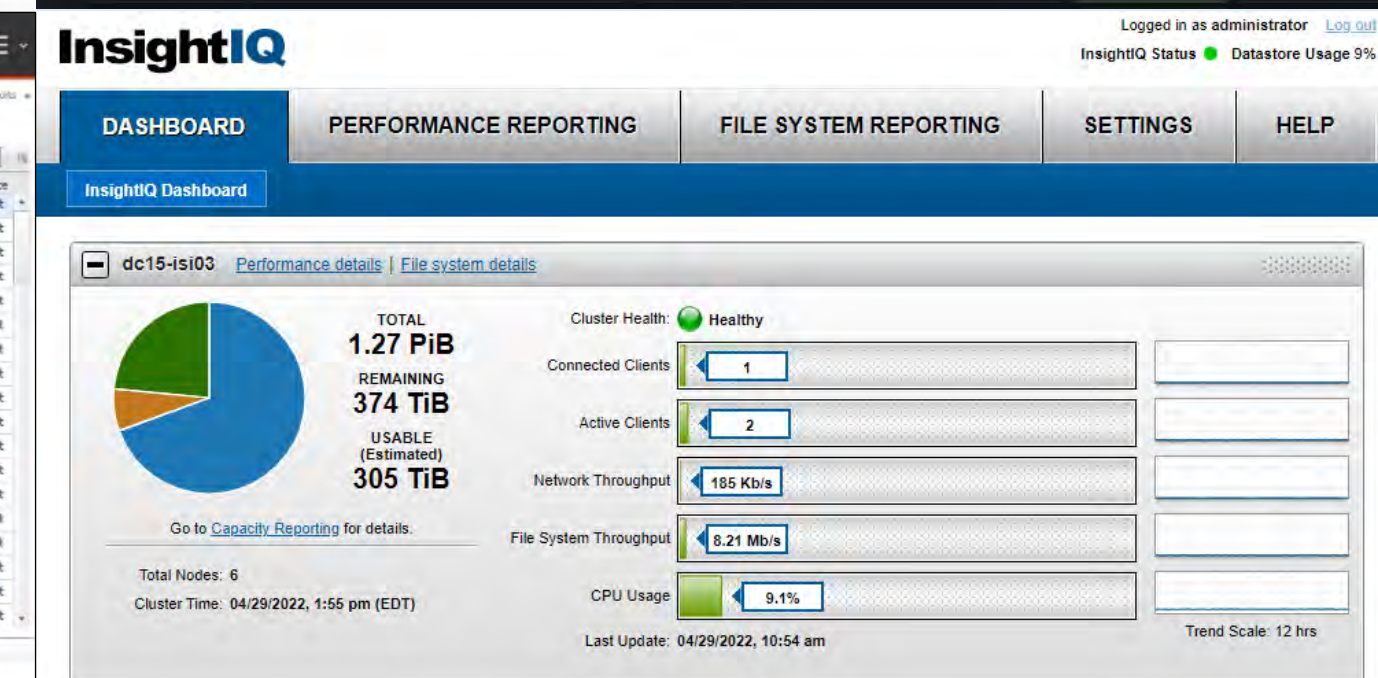 InsightIQ
Logged in as administrator Log out
InsightIQ Status Datastore Usage 9%
DASHBOARD PERFORMANCE REPORTING FILE SYSTEM REPORTING SETTINGS HELP
InsightIQ Dashboard
dc15-isi03 Performance details | File system details
TOTAL
1.27 PiB
REMAINING
374 TiB
USABLE
(Estimated)
305 TiB
Go to Capacity Reporting for details.
Total Nodes: 6
Cluster Time: 04/29/2022, 1:55 pm (EDT)
Cluster Health: Healthy
Connected Clients 1
Active Clients 2
Network Throughput 185 Kb/s
File System Throughput 8.21 Mb/s
CPU Usage 9.1%
Last Update: 04/29/2022, 10:54 am
Trend Scale: 12 hrs